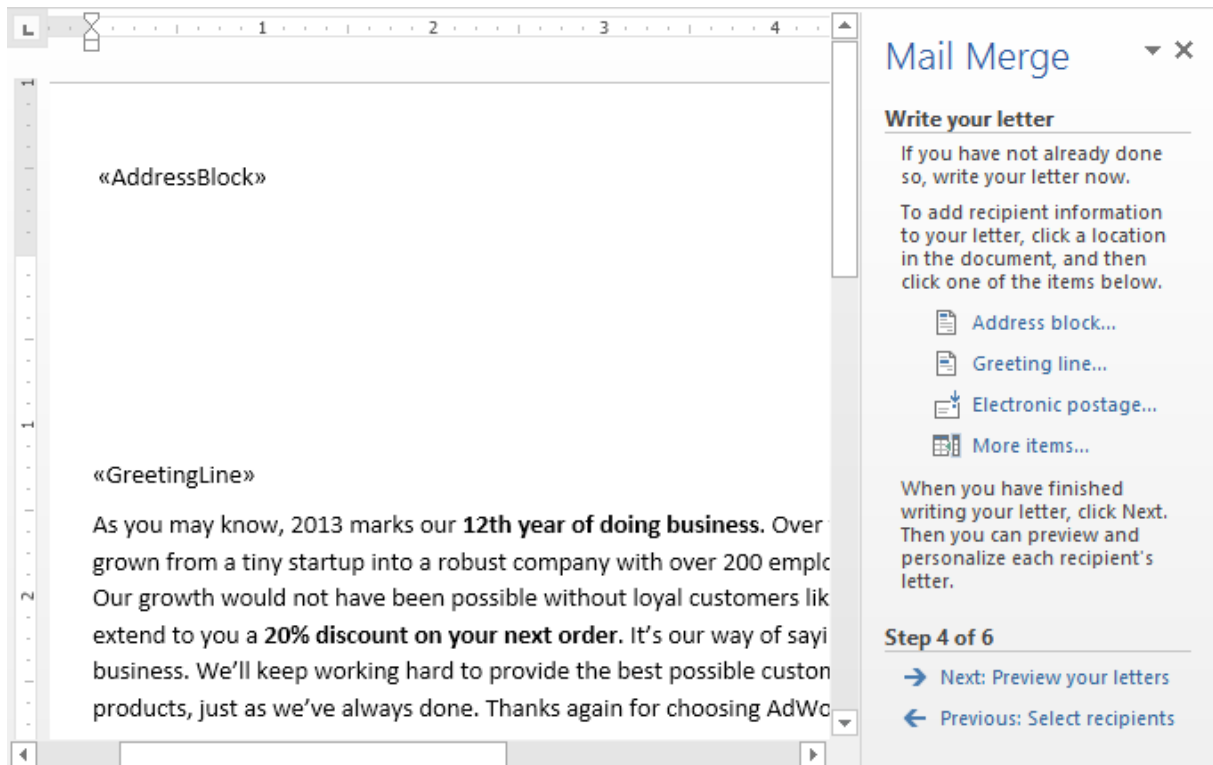 L
1 2 3 4
1
1
2
«AddressBlock»
«GreetingLine»
As you may know, 2013 marks our 12th year of doing business. Over
grown from a tiny startup into a robust company with over 200
Our growth would not have been possible without loyal customers
extend to you a 20% discount on your next order. It's our way of
business. We'll keep working hard to provide the best possible
products, just as we've always done. Thanks again for choosing
Mail Merge
Write your letter
If you have not already done
so, write your letter now.
To add recipient information
to your letter, click a location
in the document, and then
click one of the items below.
Address block...
Greeting line...
Electronic postage...
More items...
When you have finished
writing your letter, click Next.
Then you can preview and
personalize each recipient's
letter.
Step 4 of 6
Next: Preview your letters
Previous: Select recipients